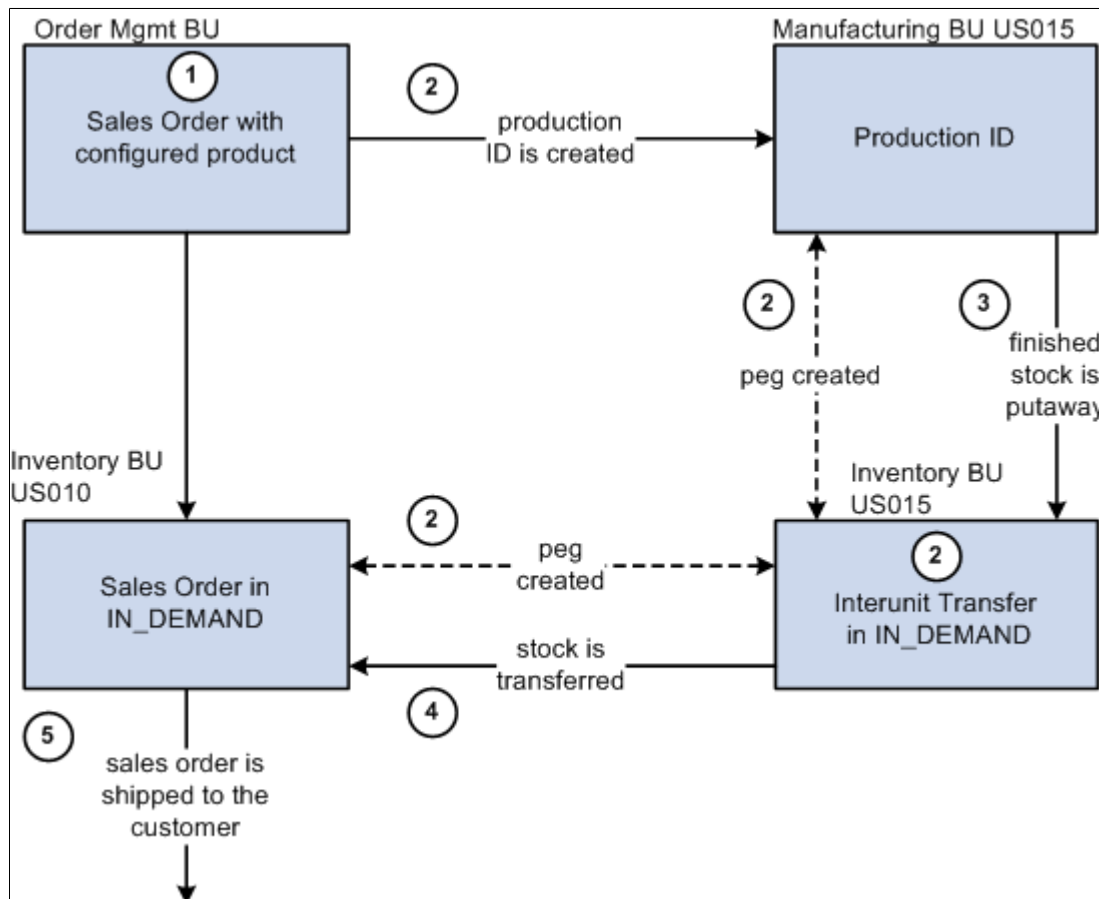 Order Mgmt BU
Manufacturing BU US015
1
Sales Order with
configured product
2
production
ID is created
Production ID
2
peg created
3
finished
stock is
putaway
Inventory BU
US010
Inventory BU
US015
Sales Order in
IN_DEMAND
2
peg
created
2
Interunit Transfer
in IN_DEMAND
stock is
transferred
4
5
sales order is
shipped to the
customer